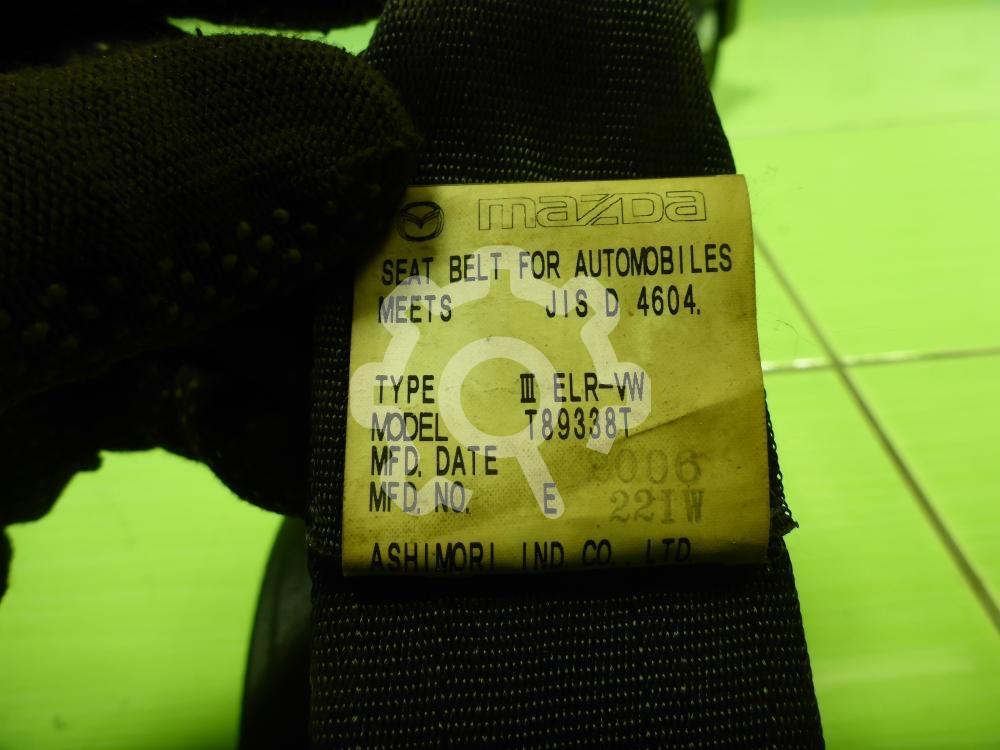 mazda
SEAT BELT FOR AUTOMOBILES
MEETS JIS D 4604.
TYPE III ELR-VW
MODEL T89338T
MFD. DATE
MFD. NO. E 221W
ASHIMORI IND CO. LTD.